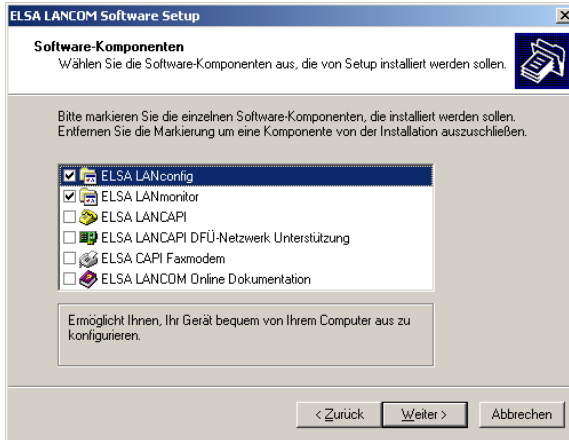 ELSA LANCOM Software Setup
Software-Komponenten
Wählen Sie die Software-Komponenten aus, die von Setup installiert werden sollen.
Bitte markieren Sie die einzelnen Software-Komponenten, die installiert werden sollen.
Entfernen Sie die Markierung um eine Komponente von der Installation auszuschließen.
ELSA LANconfig
ELSA LANmonitor
ELSA LANCAPI
ELSA LANCAPI DFÜ-Netzwerk Unterstützung
ELSA CAPI Faxmodem
ELSA LANCOM Online Dokumentation
Ermöglicht Ihnen, Ihr Gerät bequem von Ihrem Computer aus zu
konfigurieren.
< Zurück Weiter > Abbrechen